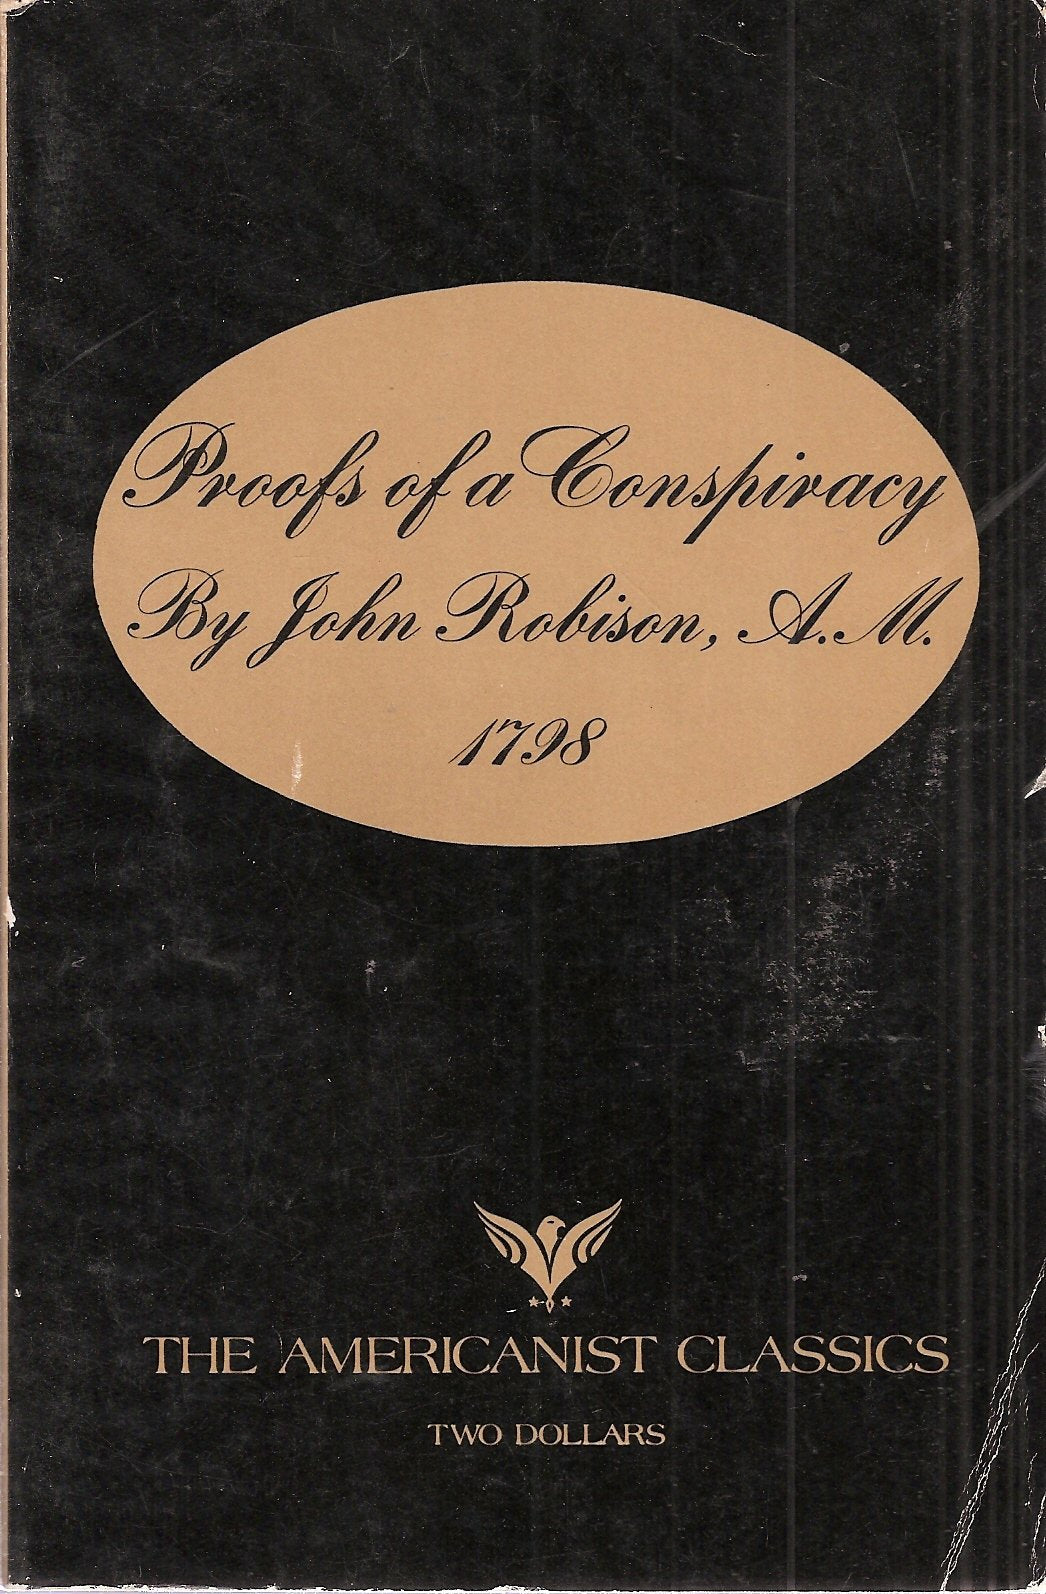 Proofs of a Conspiracy
By John Robison, A.M.
1798
THE AMERICANIST CLASSICS
TWO DOLLARS